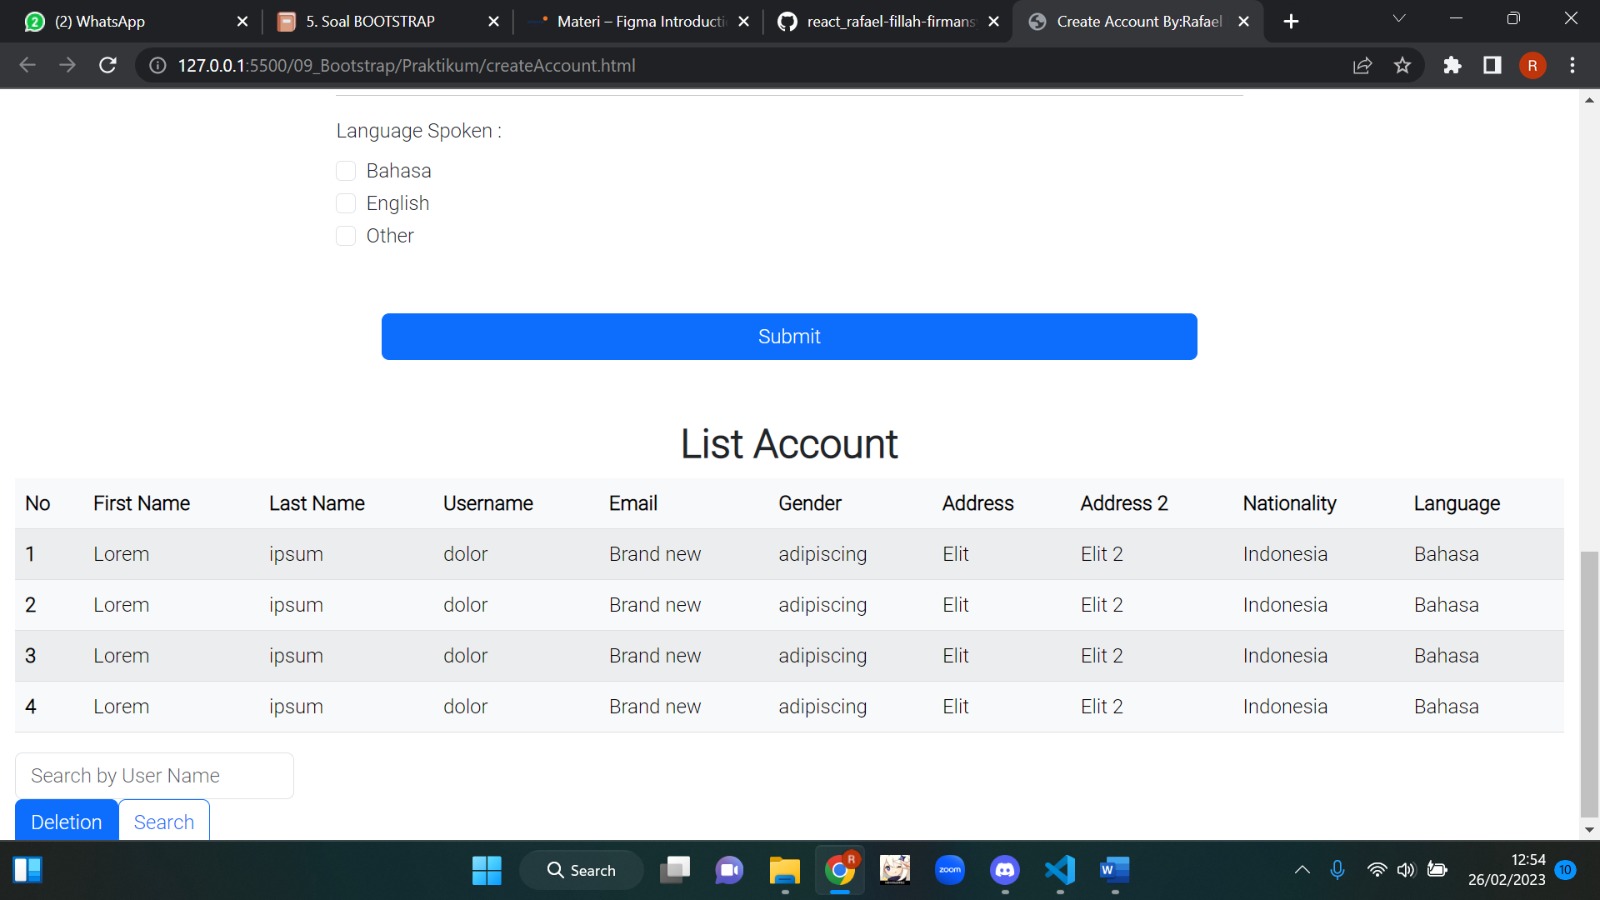 (2) WhatsApp
5. Soal BOOTSTRAP
Materi – Figma Introducti
react_rafael-fillah-firmans
Create Account By:Rafael
127.0.0.1:5500/09_Bootstrap/Praktikum/createAccount.html
R
Language Spoken :
Bahasa
English
Other
Submit
List Account
No First Name Last Name Username Email Gender Address Address 2 Nationality Language
1 Lorem ipsum dolor Brand new adipiscing Elit Elit 2 Indonesia Bahasa
2 Lorem ipsum dolor Brand new adipiscing Elit Elit 2 Indonesia Bahasa
3 Lorem ipsum dolor Brand new adipiscing Elit Elit 2 Indonesia Bahasa
4 Lorem ipsum dolor Brand new adipiscing Elit Elit 2 Indonesia Bahasa
Search by User Name
Deletion Search
Search
R
zoom
W
12:54
26/02/2023
10